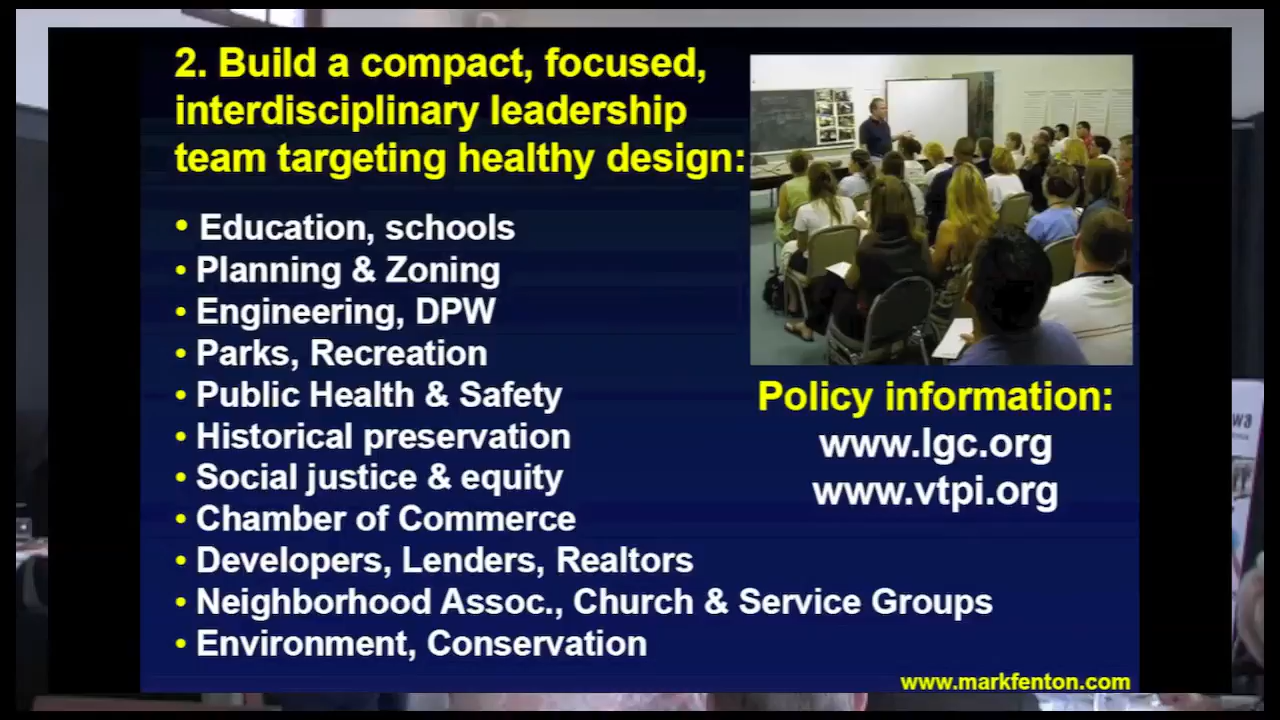 2. Build a compact, focused,
interdisciplinary leadership
team targeting healthy design:
• Education, schools
• Planning & Zoning
• Engineering, DPW
• Parks, Recreation
• Public Health & Safety
• Historical preservation
• Social justice & equity
• Chamber of Commerce
• Developers, Lenders, Realtors
• Neighborhood Assoc., Church & Service Groups
• Environment, Conservation
Policy information:
www.lgc.org
www.vtpi.org
www.markfenton.com